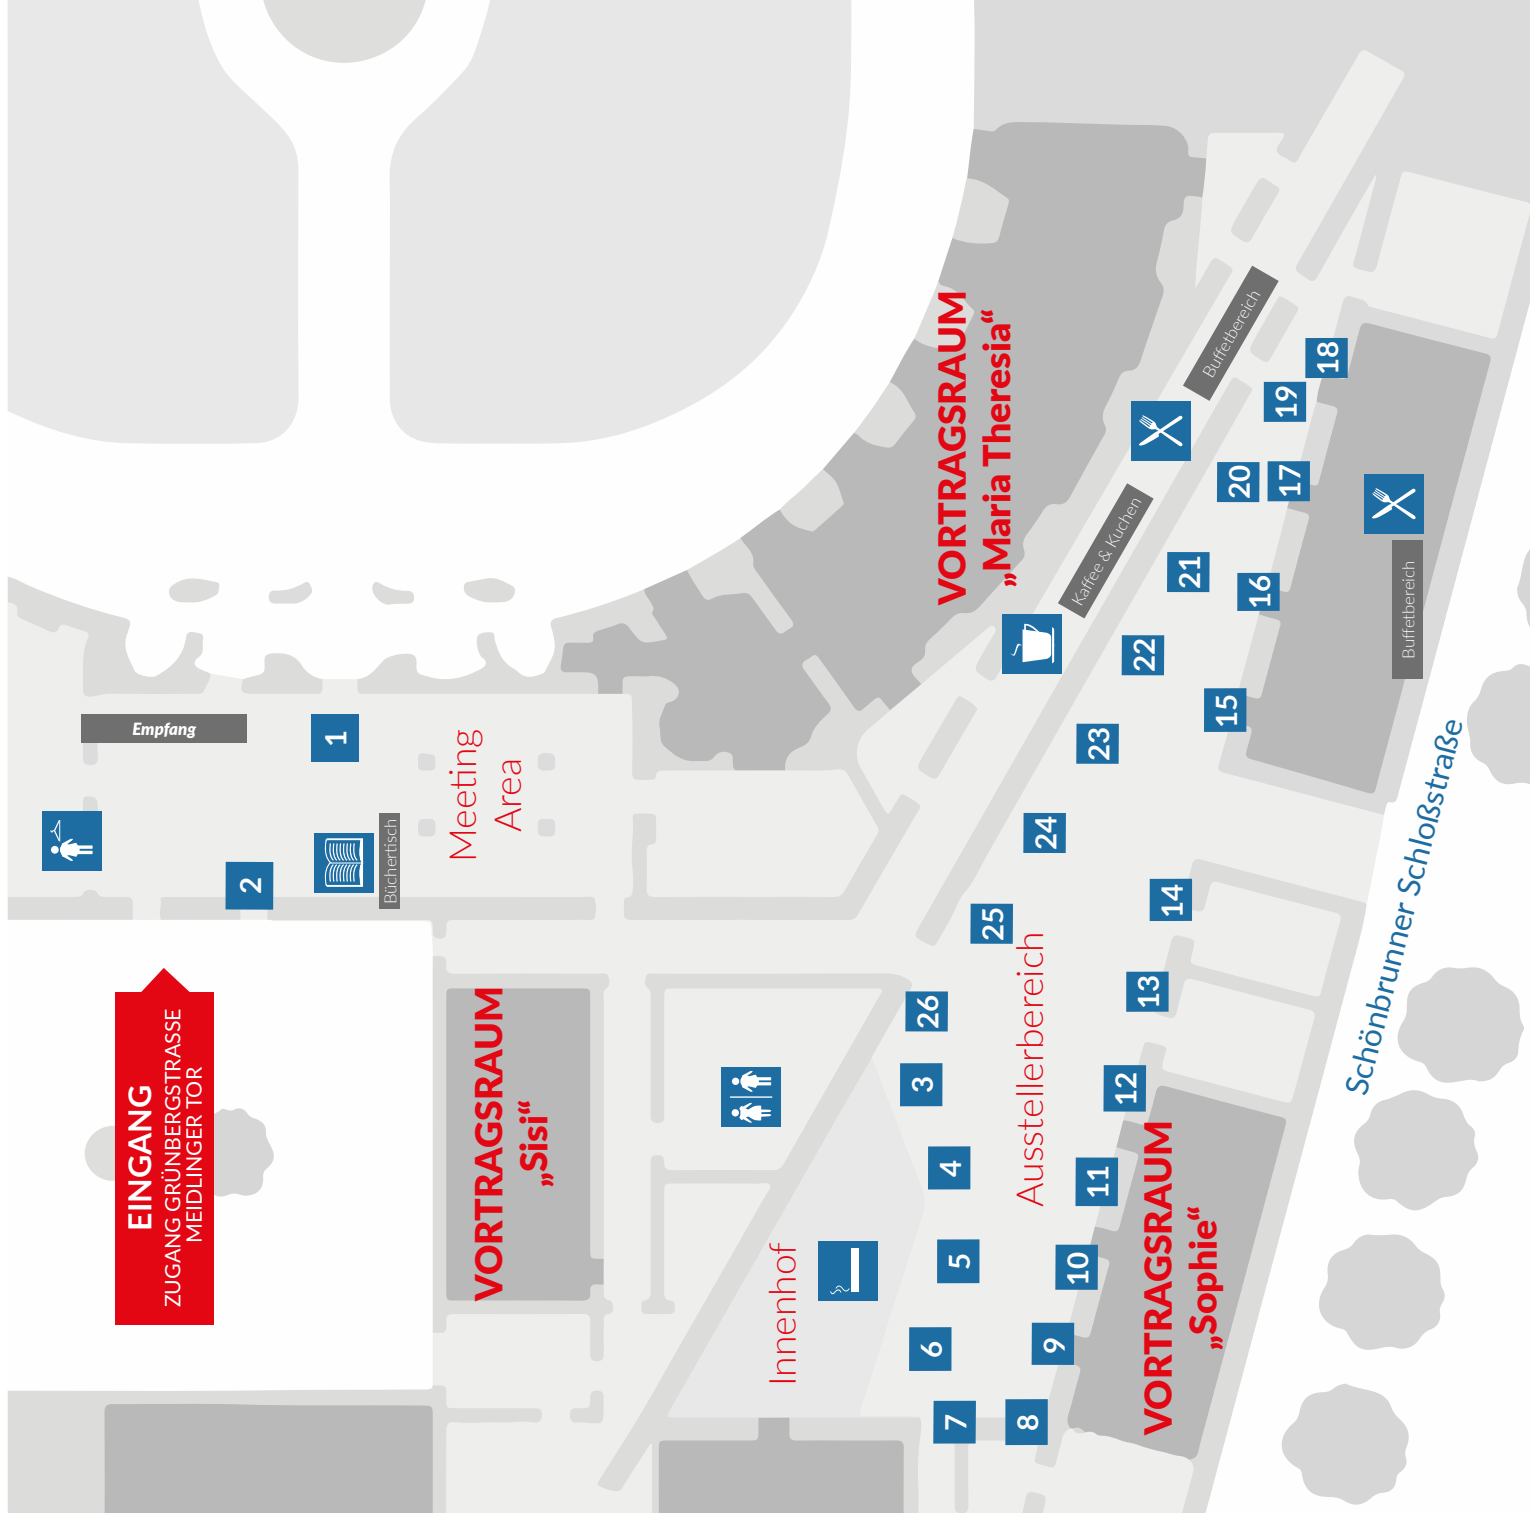 EINGANG
ZUGANG GRÜNBERGSTRASSE
MEIDLINGER TOR
Empfang
1
2
Büchertisch
Meeting
Area
VORTRAGSRAUM
„Sisi“
Innenhof
VORTRAGSRAUM
„Maria Theresia“
Kaffee & Kuchen
Buffetbereich
Ausstellerbereich
3
4
5
6
7
8
9
10
11
12
13
14
15
16
17
18
19
20
21
22
23
24
25
26
VORTRAGSRAUM
„Sophie“
Buffetbereich
Schönbrunner Schloßstraße